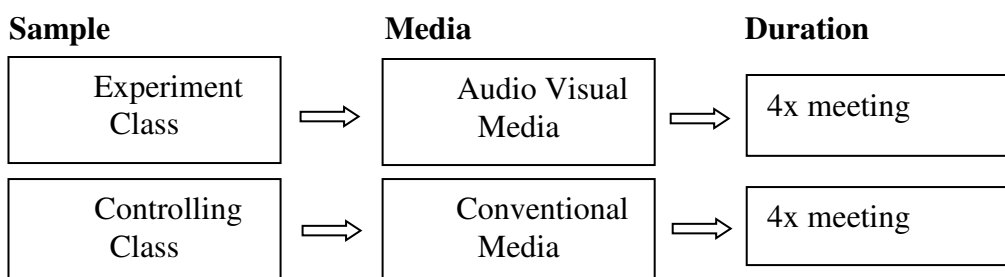 Sample Media Duration
Experiment
Class
Audio Visual
Media
4x meeting
Controlling
Class
Conventional
Media
4x meeting